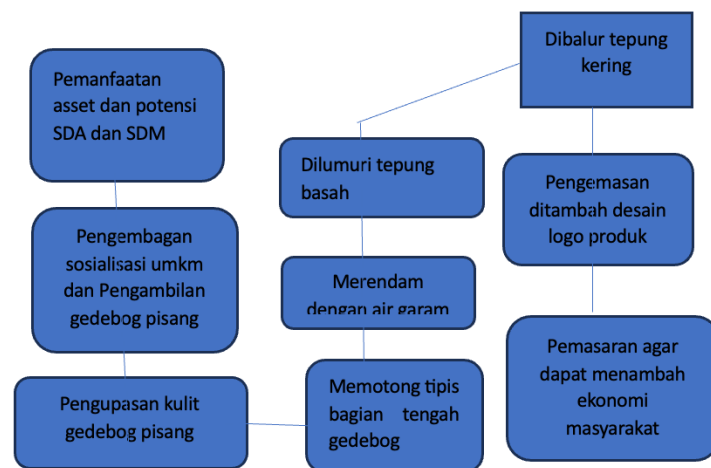 Pemanfaatan
asset dan potensi
SDA dan SDM
Pengembagan
sosialisasi umkm
dan Pengambilan
gedebog pisang
Pengupasan kulit
gedebog pisang
Memotong tipis
bagian tengah
gedebog
Merendam
dengan air garam
Dilumuri tepung
basah
Dibalur tepung
kering
Pengemasan
ditambah desain
logo produk
Pemasaran agar
dapat menambah
ekonomi
masyarakat